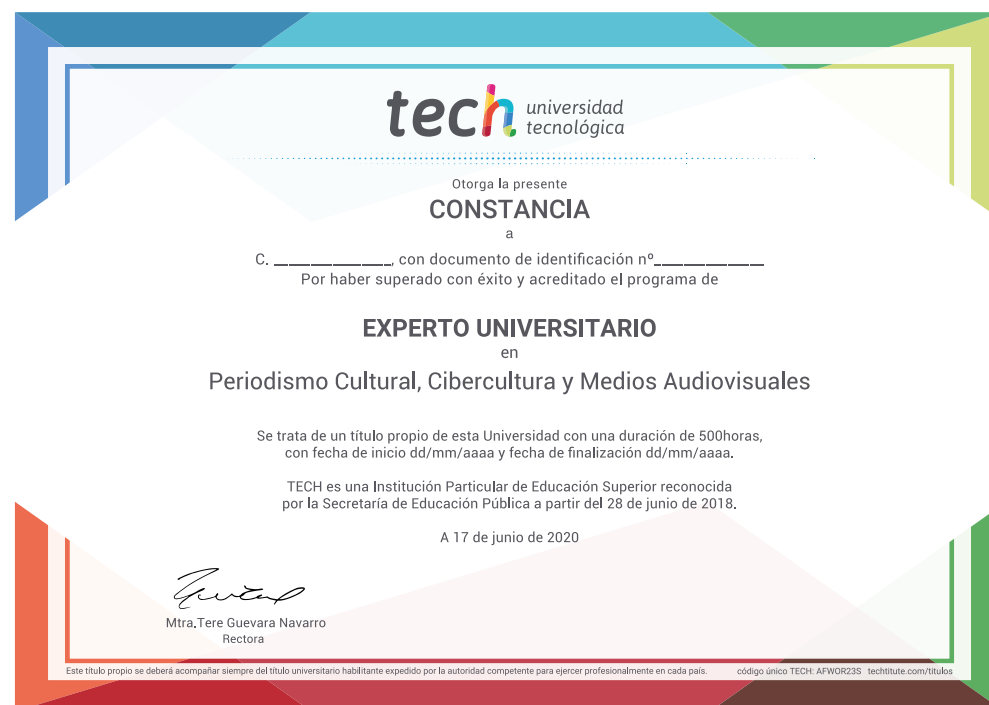 tech universidad
tecnológica
Otorga la presente
CONSTANCIA
a
C. ________________, con documento de identificación nº_______________
Por haber superado con éxito y acreditado el programa de
EXPERTO UNIVERSITARIO
en
Periodismo Cultural, Cibercultura y Medios Audiovisuales
Se trata de un título propio de esta Universidad con una duración de 500horas,
con fecha de inicio dd/mm/aaaa y fecha de finalización dd/mm/aaaa.
TECH es una Institución Particular de Educación Superior reconocida
por la Secretaría de Educación Pública a partir del 28 de junio de 2018.
A 17 de junio de 2020
Mtra.Tere Guevara Navarro
Rectora
Este título propio se deberá acompañar siempre del título universitario habilitante expedido por la autoridad competente para ejercer profesionalmente en cada país. código único TECH: AFWOR23S techtitute.com/titulos